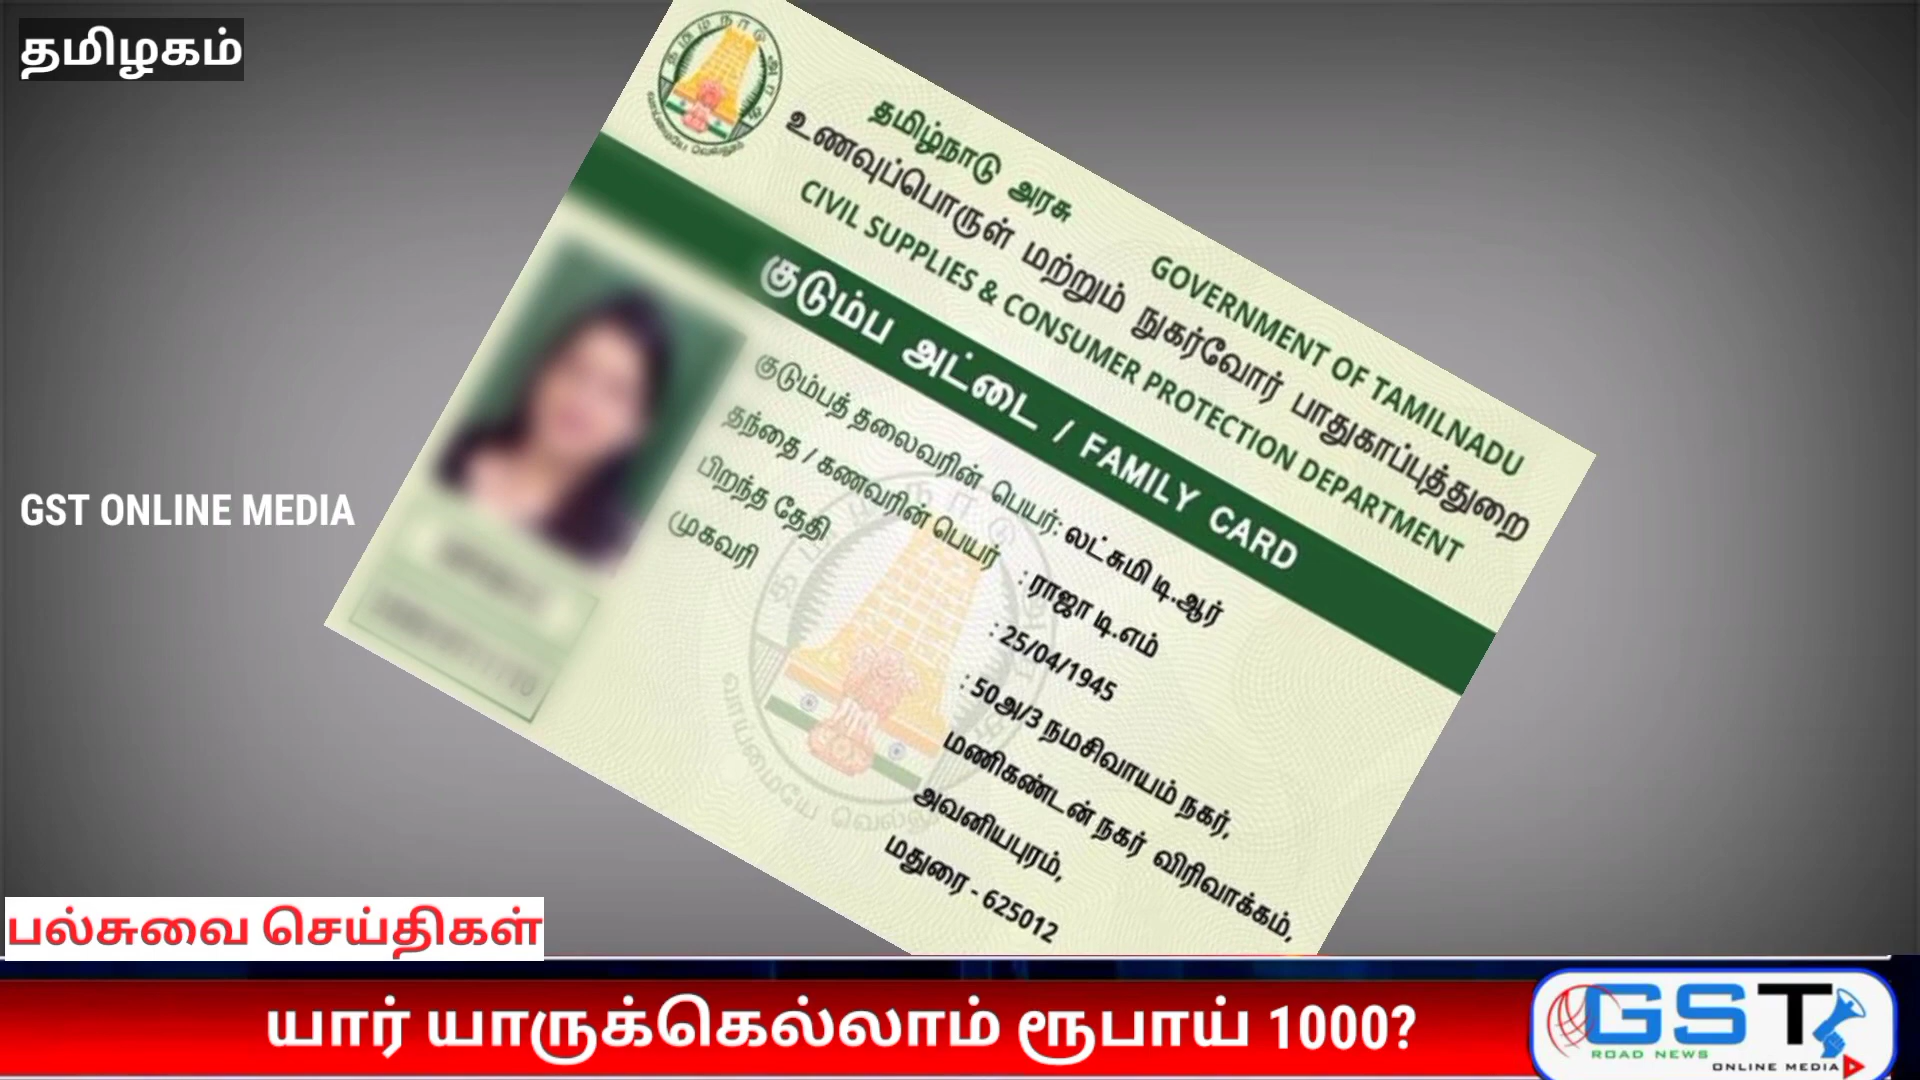 தமிழகம்
தமிழ்நாடு அரசு
GOVERNMENT OF TAMILNADU
உணவுப்பொருள் மற்றும் நுகர்வோர் பாதுகாப்புத்துறை
CIVIL SUPPLIES & CONSUMER PROTECTION DEPARTMENT
குடும்ப அட்டை / FAMILY CARD
குடும்பத் தலைவரின் பெயர்: லட்சுமி டி.ஆர்
தந்தை / கணவரின் பெயர் : ராஜா டி.எம்
பிறந்த தேதி : 25/04/1945
முகவரி : 50அ/3 நமசிவாயம் நகர்,
மணிகண்டன் நகர் விரிவாக்கம்,
அவனியபுரம்,
மதுரை - 625012
GST ONLINE MEDIA
பல்சுவை செய்திகள்
யார் யாருக்கெல்லாம் ரூபாய் 1000?
GST
ROAD NEWS
ONLINE MEDIA